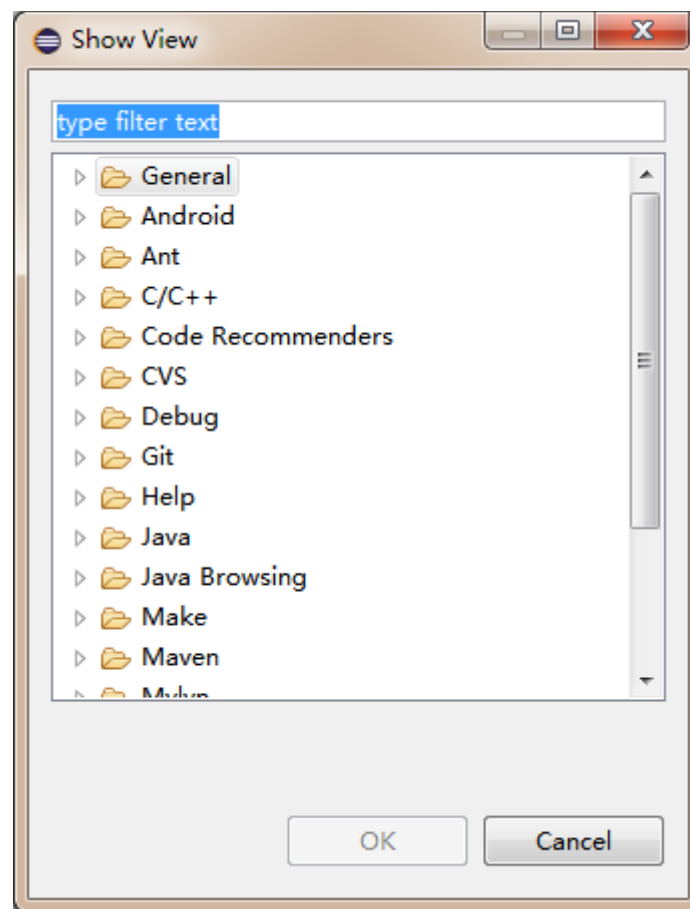 Show View
type filter text
General
Android
Ant
C/C++
Code Recommenders
CVS
Debug
Git
Help
Java
Java Browsing
Make
Maven
Mylyn
OK
Cancel